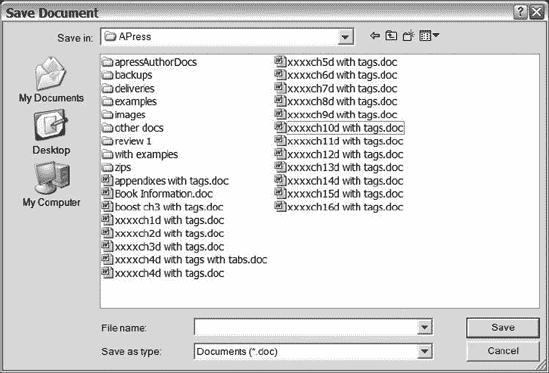 Save Document
Save in:
APress
My Documents
Desktop
My Computer
apressAuthorDocs
backups
deliveries
examples
images
other docs
review 1
with examples
zips
appendixes with tags.doc
Book Information.doc
boost ch3 with tags.doc
xxxxch1d with tags.doc
xxxxch2d with tags.doc
xxxxch3d with tags.doc
xxxxch4d with tags with tabs.doc
xxxxch4d with tags.doc
xxxxch5d with tags.doc
xxxxch6d with tags.doc
xxxxch7d with tags.doc
xxxxch8d with tags.doc
xxxxch9d with tags.doc
xxxxch10d with tags.doc
xxxxch11d with tags.doc
xxxxch12d with tags.doc
xxxxch13d with tags.doc
xxxxch14d with tags.doc
xxxxch15d with tags.doc
xxxxch16d with tags.doc
File name:
Save
Save as type:
Documents (*.doc)
Cancel